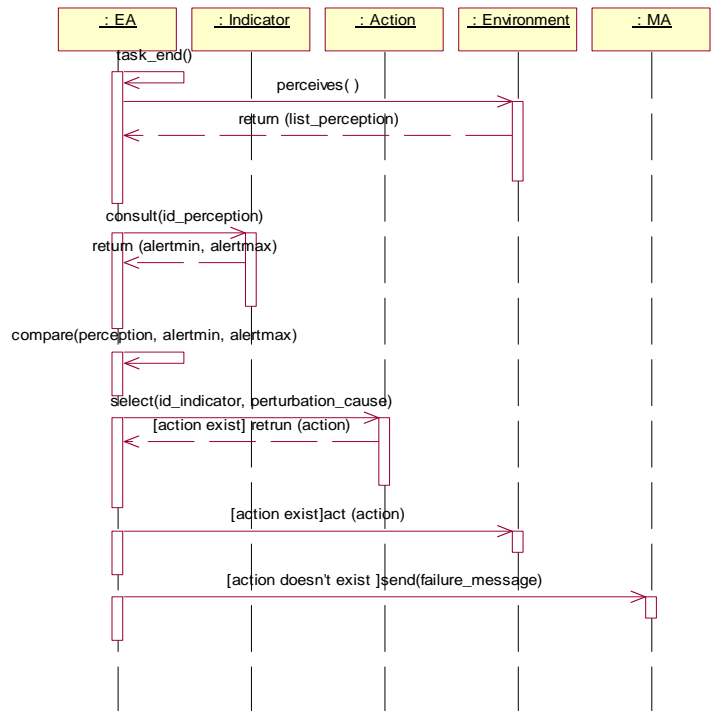 : EA
: Indicator
: Action
: Environment
: MA
task_end()
perceives( )
return (list_perception)
consult(id_perception)
return (alertmin, alertmax)
compare(perception, alertmin, alertmax)
select(id_indicator, perturbation_cause)
[action exist] retrun (action)
[action exist]act (action)
[action doesn't exist ]send(failure_message)